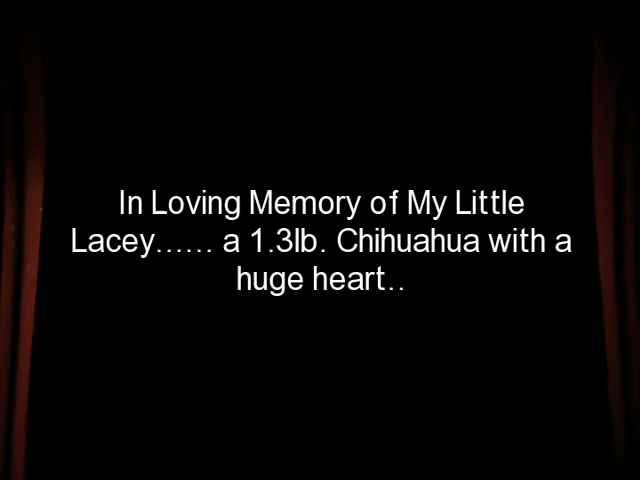 In Loving Memory of My Little
Lacey...... a 1.3lb. Chihuahua with a
huge heart..